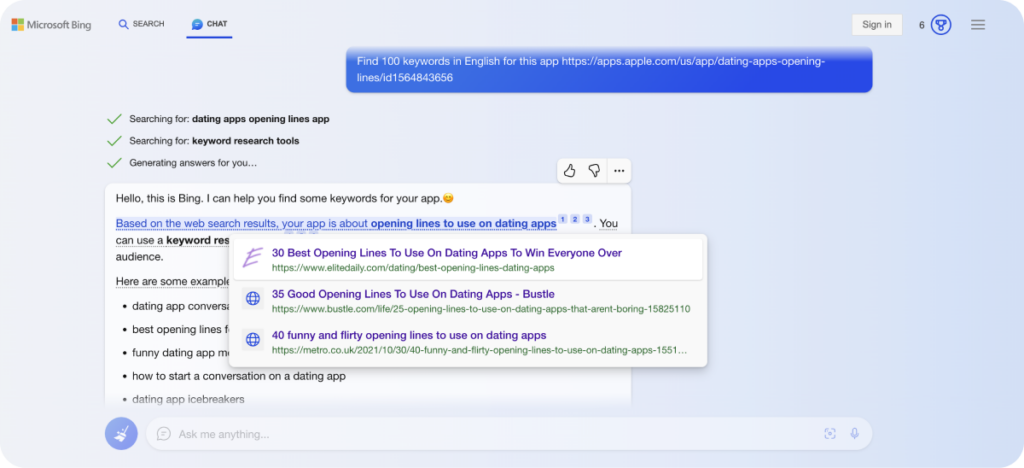 Microsoft Bing
SEARCH
CHAT
Sign in
6
Find 100 keywords in English for this app https://apps.apple.com/us/app/dating-apps-opening-
lines/id1564843656
Searching for: dating apps opening lines app
Searching for: keyword research tools
Generating answers for you...
Hello, this is Bing. I can help you find some keywords for your app.😊
Based on the web search results, your app is about opening lines to use on dating apps 1 2 3 . You
can use a keyword res
audience.
30 Best Opening Lines To Use On Dating Apps To Win Everyone Over
https://www.elitedaily.com/dating/best-opening-lines-dating-apps
35 Good Opening Lines To Use On Dating Apps - Bustle
https://www.bustle.com/life/25-opening-lines-to-use-on-dating-apps-that-arent-boring-15825110
40 funny and flirty opening lines to use on dating apps
https://metro.co.uk/2021/10/30/40-funny-and-flirty-opening-lines-to-use-on-dating-apps-1551...
Here are some example
• dating app conversa
• best opening lines f
• funny dating app m
• how to start a conversation on a dating app
• dating app icebreakers
Ask me anything...